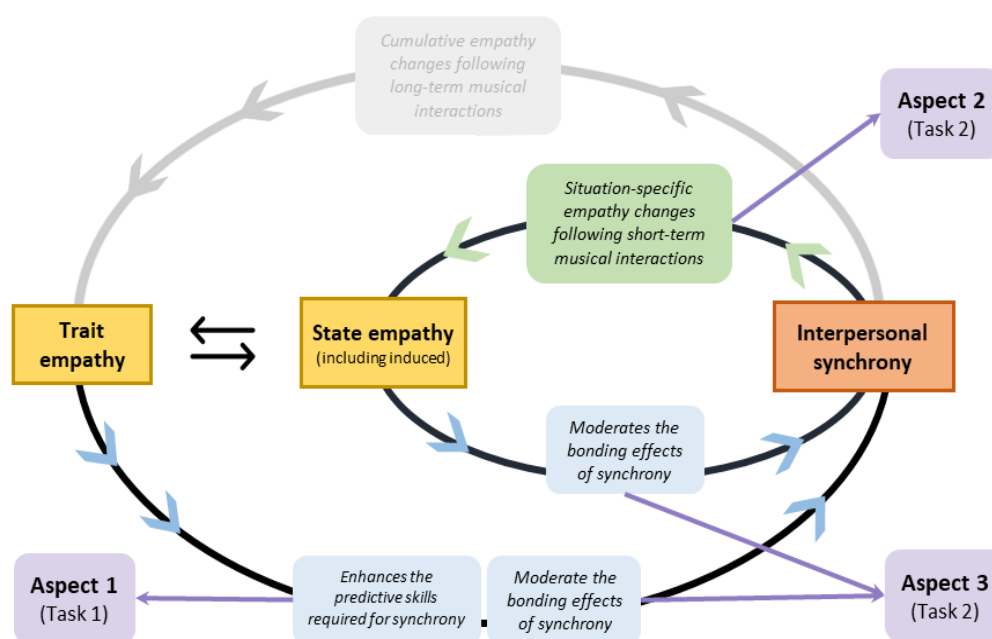 Cumulative empathy
changes following
long-term musical
interactions
Aspect 2
(Task 2)
Situation-specific
empathy changes
following short-term
musical interactions
Trait
empathy
State empathy
(including induced)
Interpersonal
synchrony
Moderates the
bonding effects
of synchrony
Aspect 1
(Task 1)
Enhances the
predictive skills
required for synchrony
Moderate the
bonding effects
of synchrony
Aspect 3
(Task 2)